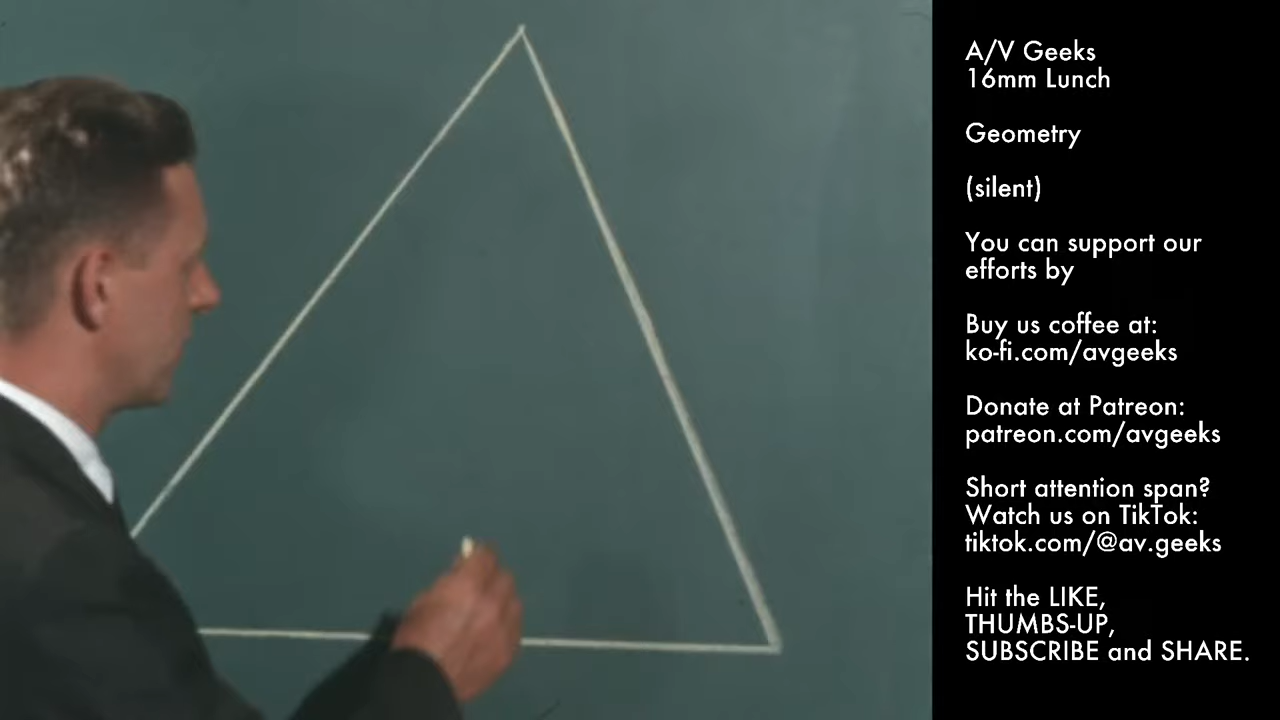 A/V Geeks
16mm Lunch
Geometry
(silent)
You can support our
efforts by
Buy us coffee at:
ko-fi.com/avgeeks
Donate at Patreon:
patreon.com/avgeeks
Short attention span?
Watch us on TikTok:
tiktok.com/@av.geeks
Hit the LIKE,
THUMBS-UP,
SUBSCRIBE and SHARE.